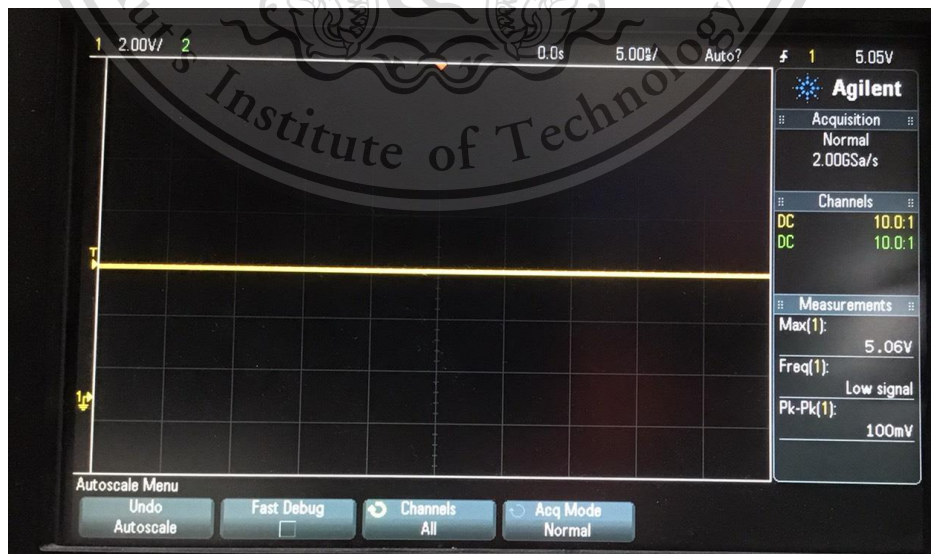 1 2.00V/ 2 0.0s 5.00%/ Auto? 1 5.05V
Institute of Technology
Agilent
Acquisition
Normal
2.00GSa/s
Channels
DC 10.0:1
DC 10.0:1
T
Measurements
Max(1):
5.06V
Freq(1):
Low signal
Pk-Pk(1):
100mV
1
Autoscale Menu
Undo
Autoscale
Fast Debug
Channels
All
Acq Mode
Normal